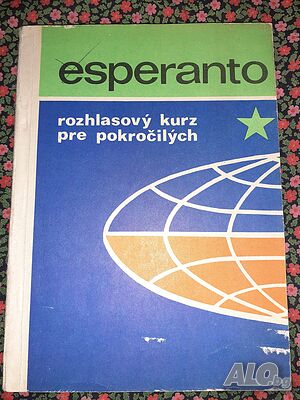 esperanto
rozhlasový kurz
pre pokročilých
ALO.bg